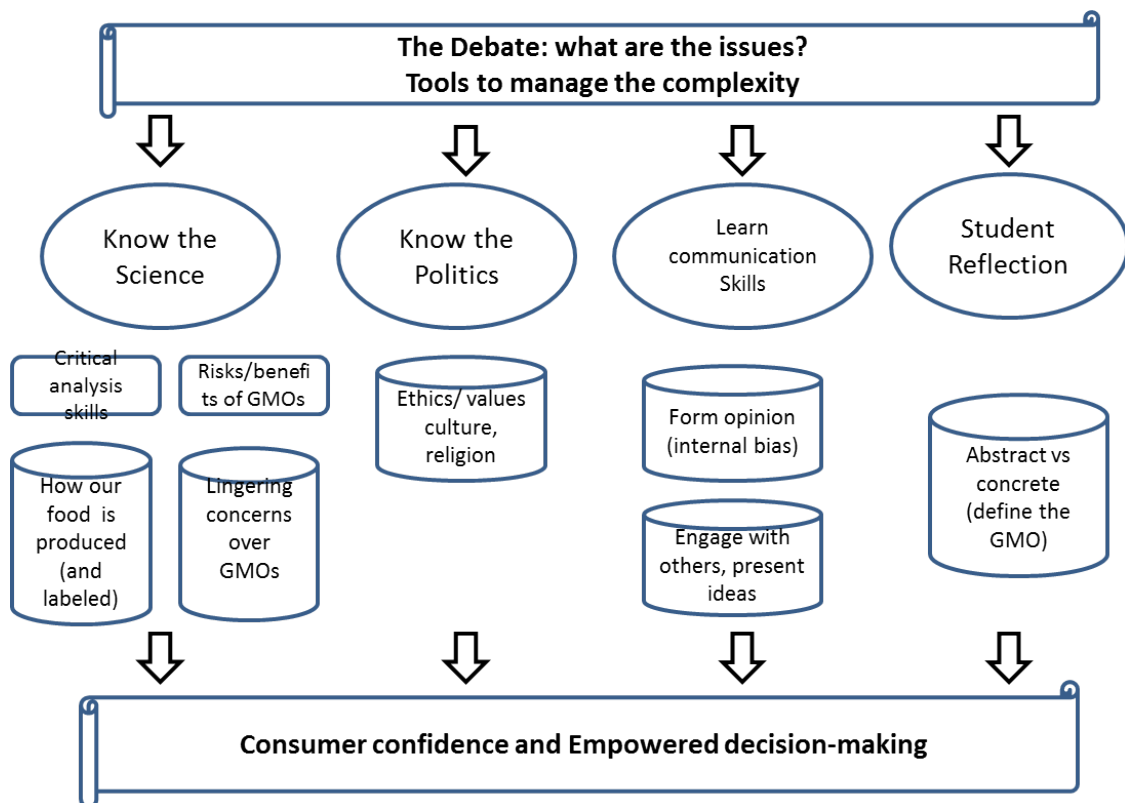 The Debate: what are the issues?
Tools to manage the complexity
Know the
Science
Know the
Politics
Learn
communication
Skills
Student
Reflection
Critical
analysis
skills
Risks/benefi
ts of GMOs
Ethics/ values
culture,
religion
Form opinion
(internal bias)
Abstract vs
concrete
(define the
GMO)
How our
food is
produced
(and
labeled)
Lingering
concerns
over
GMOs
Engage with
others, present
ideas
Consumer confidence and Empowered decision-making